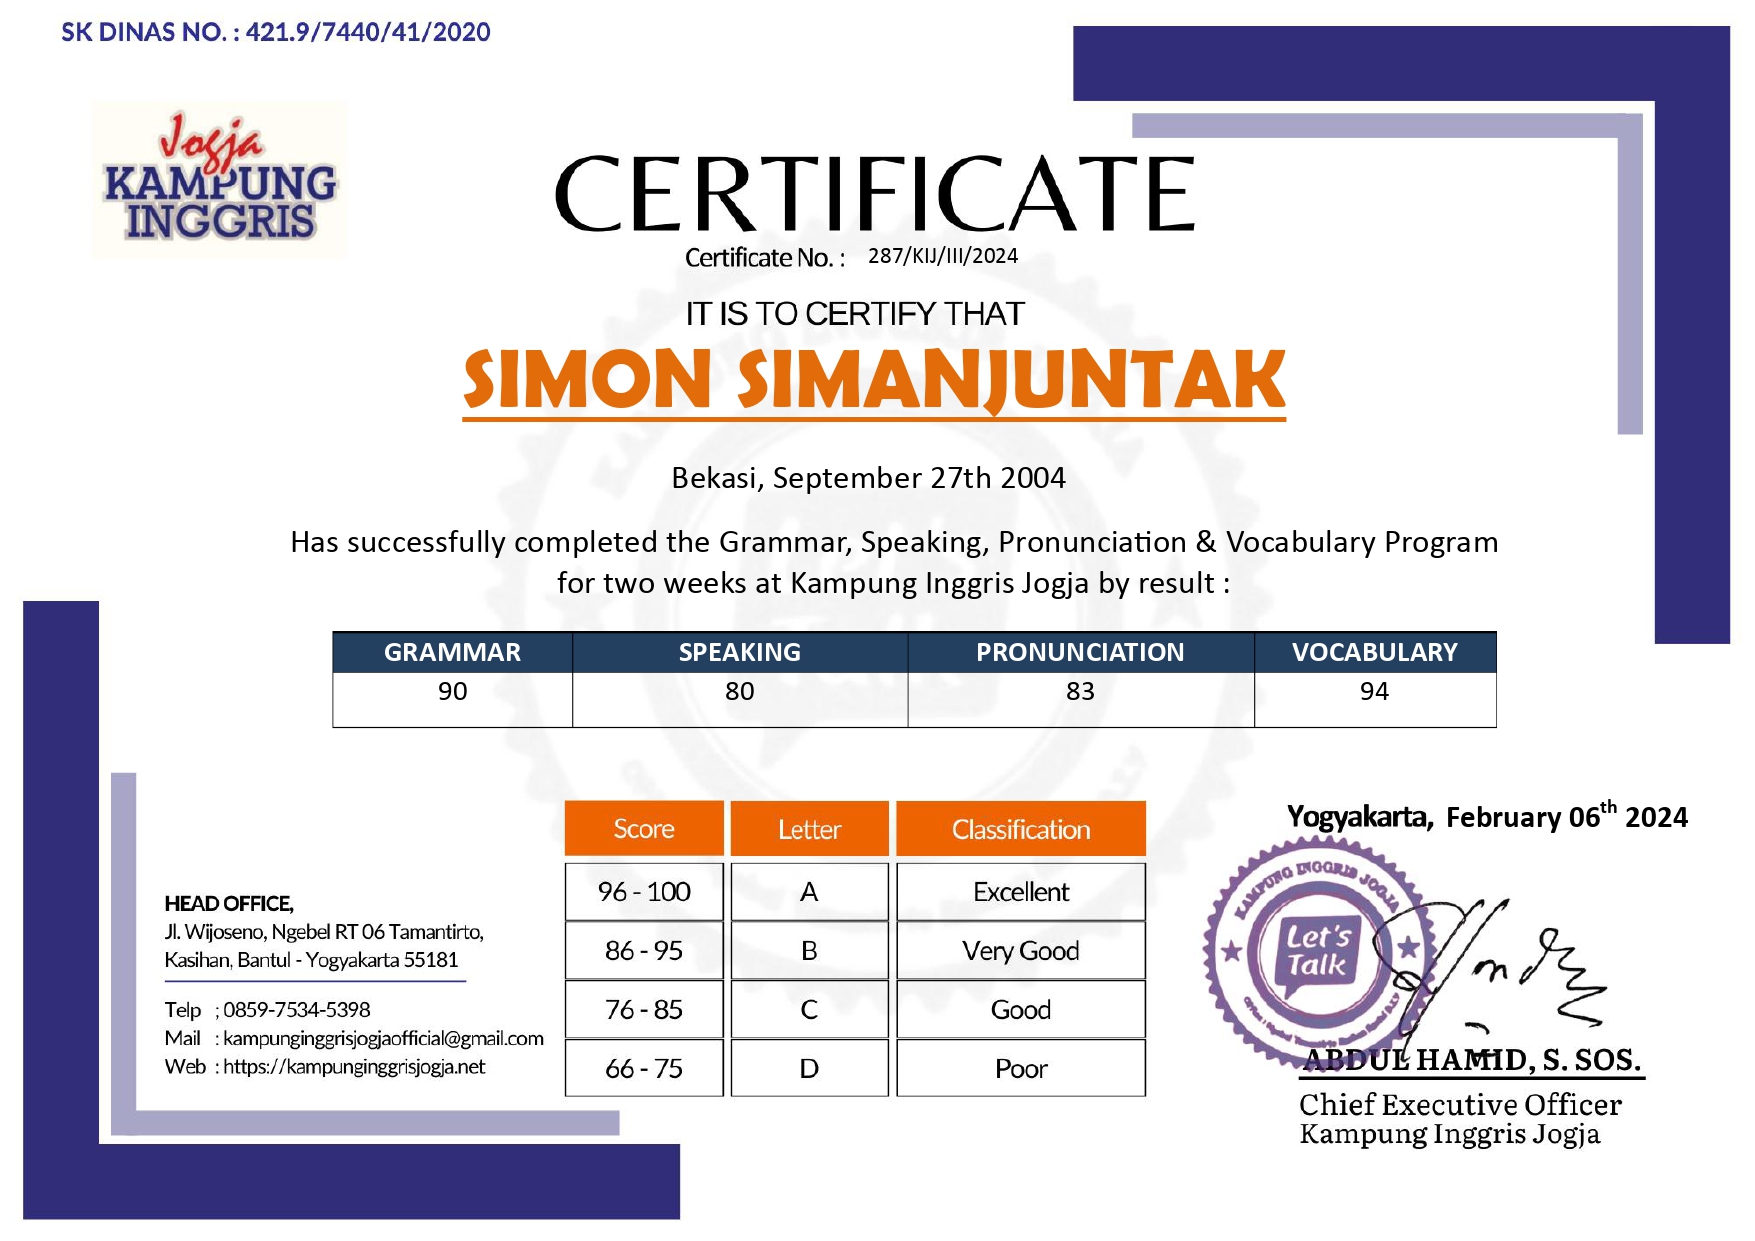 SK DINAS NO. : 421.9/7440/41/2020
Jogja
KAMPUNG
INGGRIS
CERTIFICATE
Certificate No. : 287/KIJ/III/2024
IT IS TO CERTIFY THAT
SIMON SIMANJUNTAK
Bekasi, September 27th 2004
Has successfully completed the Grammar, Speaking, Pronunciation & Vocabulary Program
for two weeks at Kampung Inggris Jogja by result :
GRAMMAR SPEAKING PRONUNCIATION VOCABULARY
90 80 83 94
Score Letter Classification
96 - 100 A Excellent
86 - 95 B Very Good
76 - 85 C Good
66 - 75 D Poor
HEAD OFFICE,
Jl. Wijoseno, Ngebel RT 06 Tamantirto,
Kasihan, Bantul - Yogyakarta 55181
Telp : 0859-7534-5398
Mail : kampunginggrisjogjaofficial@gmail.com
Web : https://kampunginggrisjogja.net
Yogyakarta, February 06th 2024
KAMPUNG INGGRIS JOGJA
Let's
Talk
ABDUL HAMID, S. SOS.
Chief Executive Officer
Kampung Inggris Jogja